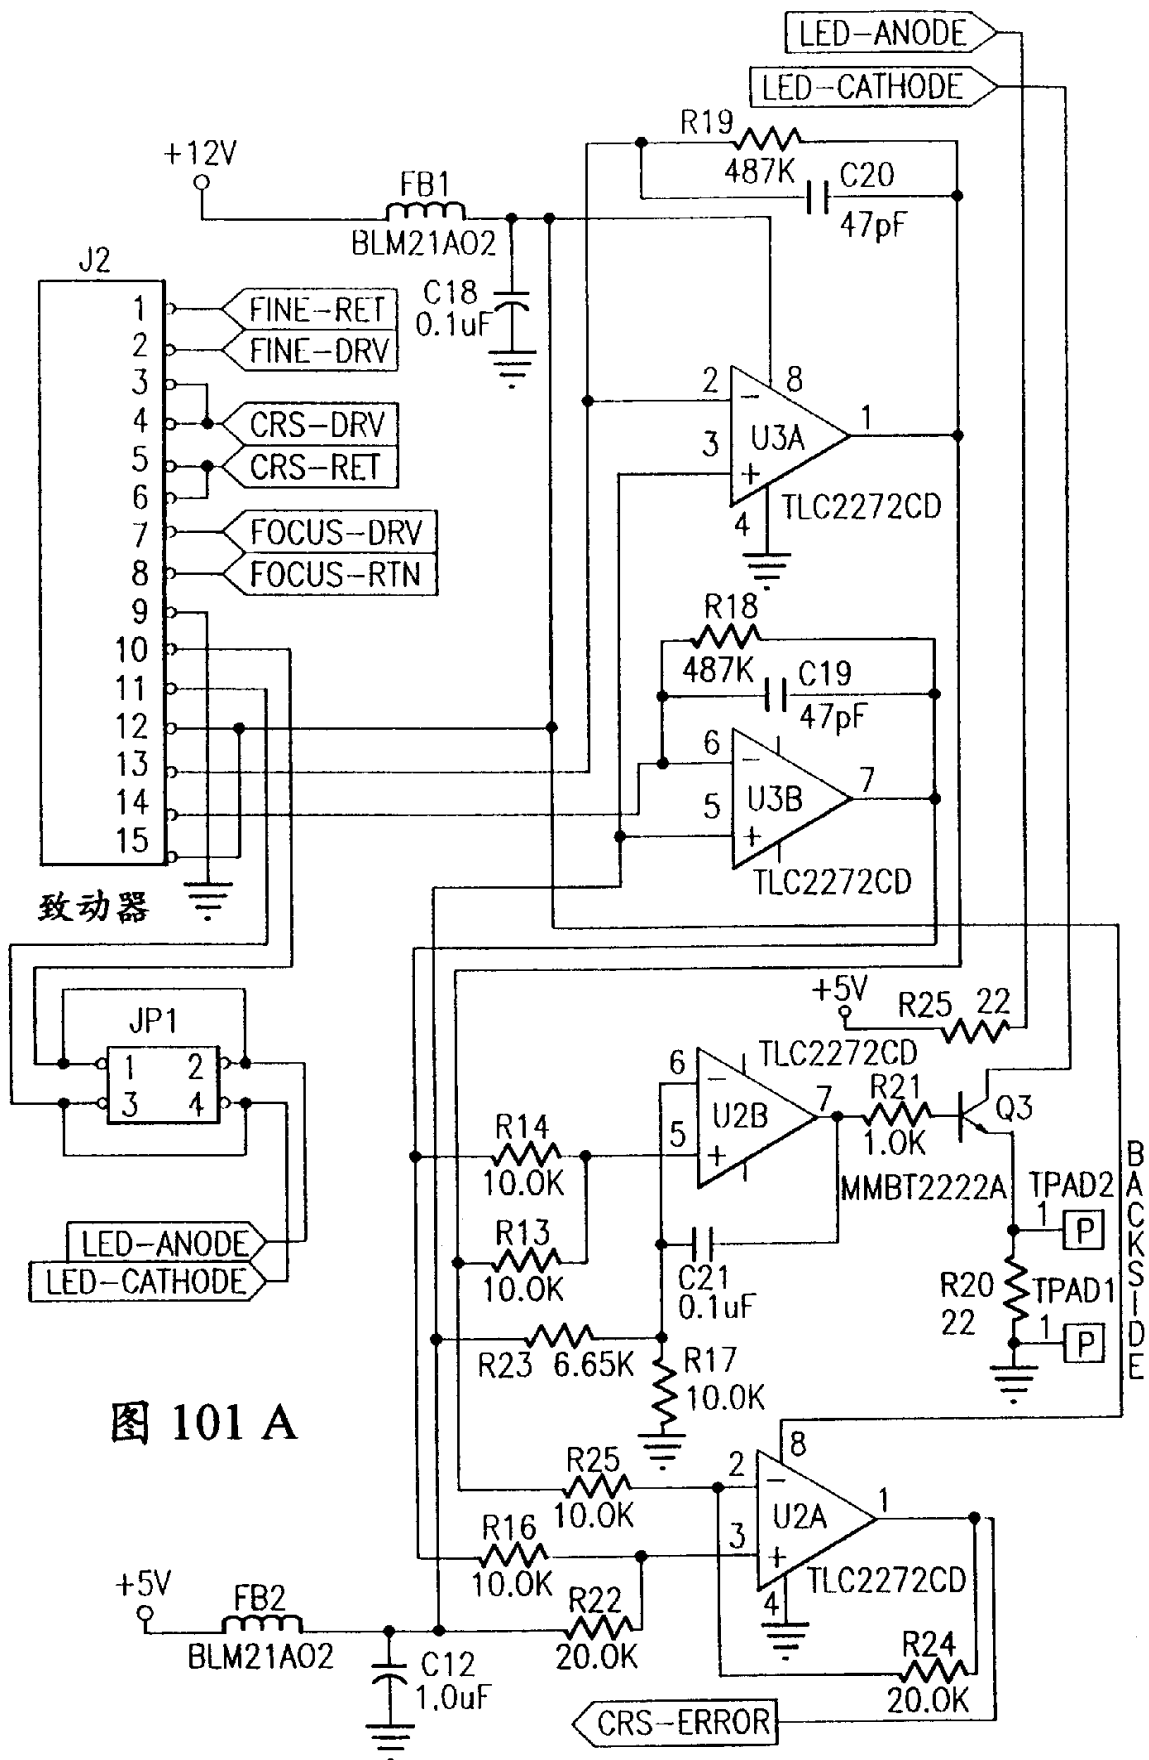 LED-ANODE
LED-CATHODE
R19
487K
C20
47pF
+12V
FB1
BLM21A02
C18
0.1uF
J2
1
FINE-RET
2
FINE-DRV
3
4
CRS-DRV
5
CRS-RET
6
7
FOCUS-DRV
8
FOCUS-RTN
9
10
11
12
13
14
15
致动器
2
3
8
1
4
U3A
TLC2272CD
R18
487K
C19
47pF
6
5
7
U3B
TLC2272CD
JP1
1 2
3 4
LED-ANODE
LED-CATHODE
+5V
R25 22
TLC2272CD
6
5
7
U2B
R21
1.0K
Q3
MMBT2222A
R14
10.0K
R13
10.0K
C21
0.1uF
TPAD2
1
P
R20
22
TPAD1
1
P
BACKSIDE
R23 6.65K
R17
10.0K
图 101 A
R25
10.0K
R16
10.0K
2
3
8
1
4
U2A
TLC2272CD
+5V
FB2
BLM21A02
R22
20.0K
C12
1.0uF
R24
20.0K
CRS-ERROR